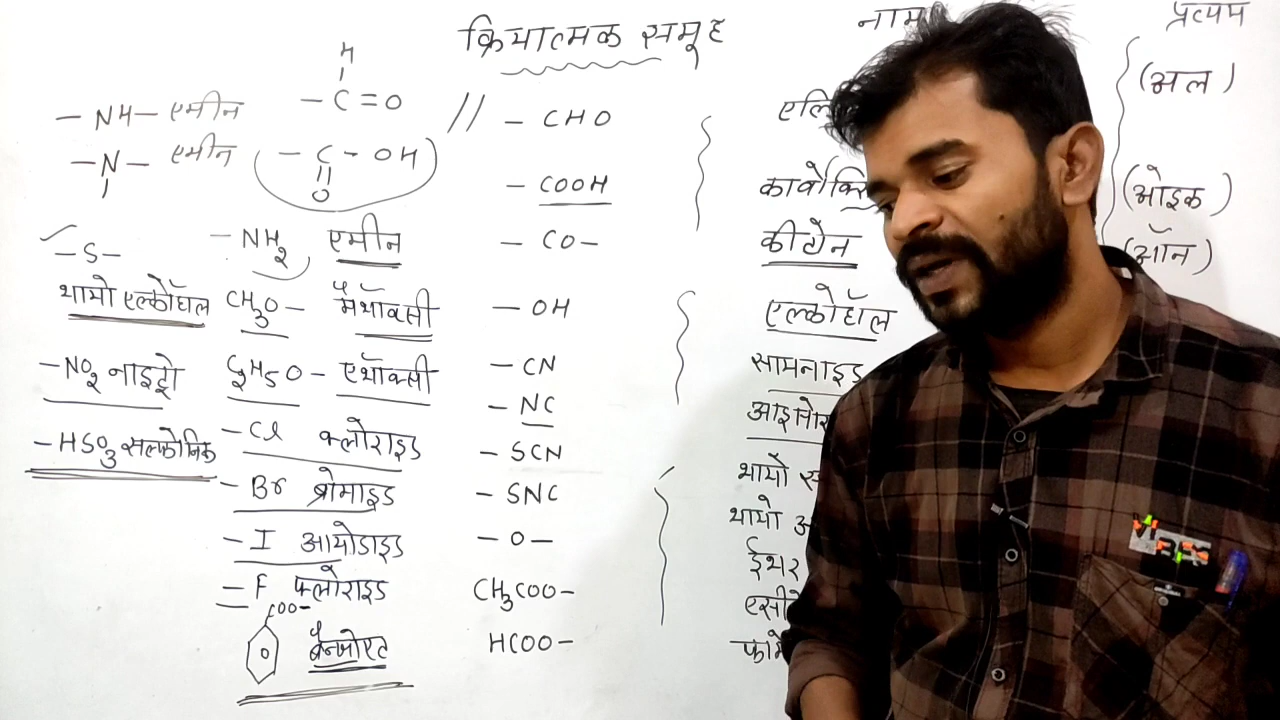 क्रियात्मक समूह
प्रत्यय
H
– C = O
– NH – एमीन
– N – एमीन
– C – OH
O
– S –
थायो एल्कोहॉल
– NO2 नाइट्रो
– HSO3 सल्फोनिक
– NH2 एमीन
CH3O – मैथॉक्सी
C2H5O – एथॉक्सी
– Cl क्लोराइड
– Br ब्रोमाइड
– I आयोडाइड
– F फ्लोराइड
COO–
बेन्जोएट
// – CHO
(अल)
– COOH
(ओइक)
– CO – कीटोन (ऑन)
– OH एल्कोहॉल
– CN सायनाइड
– NC
– SCN थायो
– SNC थायो
– O – ईथर
CH3COO –
HCOO –